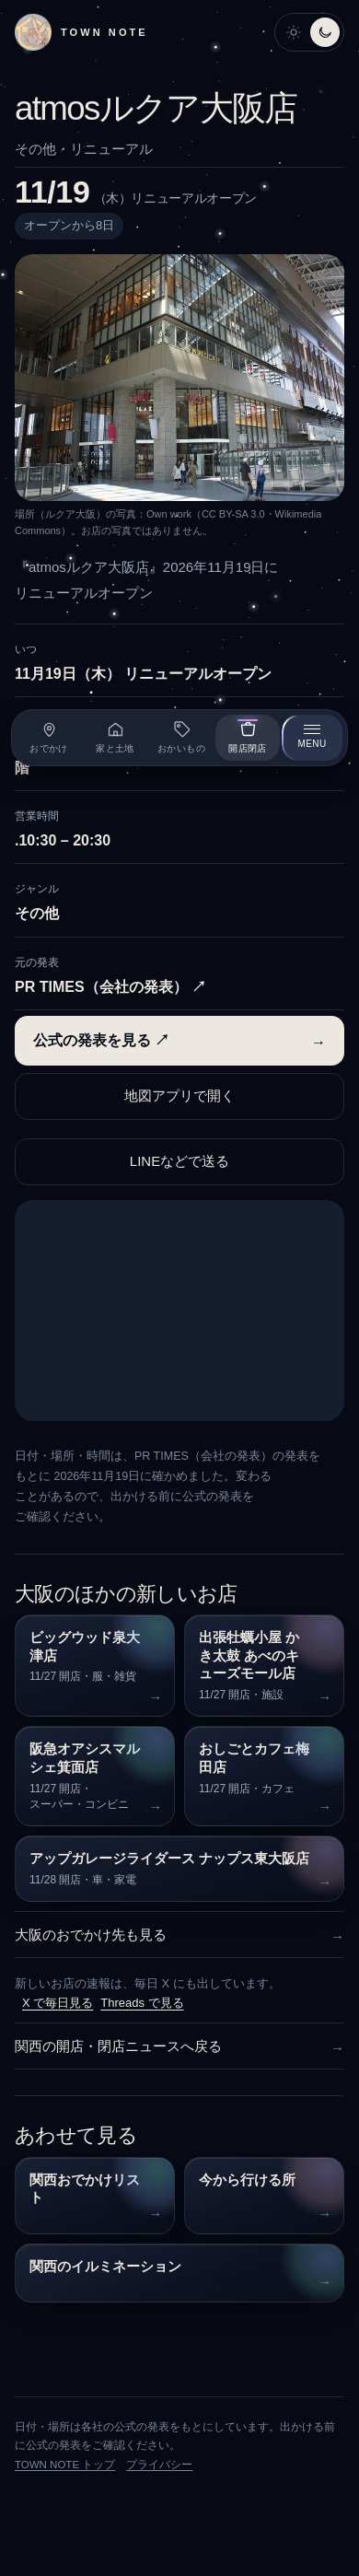 TOWN NOTE
atmosルクア大阪店
その他・リニューアル
11/19 （木）リニューアルオープン
オープンから8日
場所（ルクア大阪）の写真：Own work（CC BY-SA 3.0・Wikimedia
Commons）。お店の写真ではありません。
「atmosルクア大阪店」2026年11月19日に
リニューアルオープン
いつ
11月19日（木） リニューアルオープン
おでかけ
家と土地
おかいもの
開店閉店
MENU
階
営業時間
.10:30 – 20:30
ジャンル
その他
元の発表
PR TIMES（会社の発表） ↗
公式の発表を見る ↗ →
地図アプリで開く
LINEなどで送る
日付・場所・時間は、PR TIMES（会社の発表）の発表を
もとに 2026年11月19日に確かめました。変わる
ことがあるので、出かける前に公式の発表を
ご確認ください。
大阪のほかの新しいお店
ビッグウッド泉大
津店
11/27 開店・服・雑貨
→
出張牡蠣小屋 か
き太鼓 あべのキ
ューズモール店
11/27 開店・施設
→
阪急オアシスマル
シェ箕面店
11/27 開店・
スーパー・コンビニ
→
おしごとカフェ梅
田店
11/27 開店・カフェ
→
アップガレージライダース ナップス東大阪店
11/28 開店・車・家電
→
大阪のおでかけ先も見る →
新しいお店の速報は、毎日 X にも出しています。
X で毎日見る Threads で見る
関西の開店・閉店ニュースへ戻る →
あわせて見る
関西おでかけリス
ト
→
今から行ける所
→
関西のイルミネーション
→
日付・場所は各社の公式の発表をもとにしています。出かける前
に公式の発表をご確認ください。
TOWN NOTE トップ プライバシー